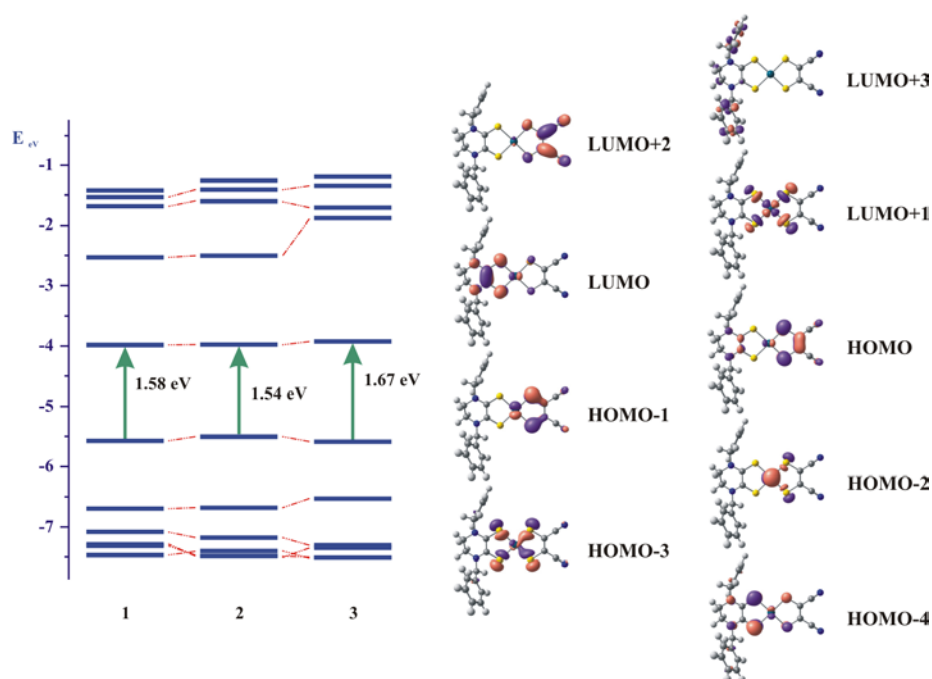 E eV
-1
-2
-3
-4
-5
-6
-7
1.58 eV
1.54 eV
1.67 eV
1
2
3
LUMO+2
LUMO
HOMO-1
HOMO-3
LUMO+3
LUMO+1
HOMO
HOMO-2
HOMO-4